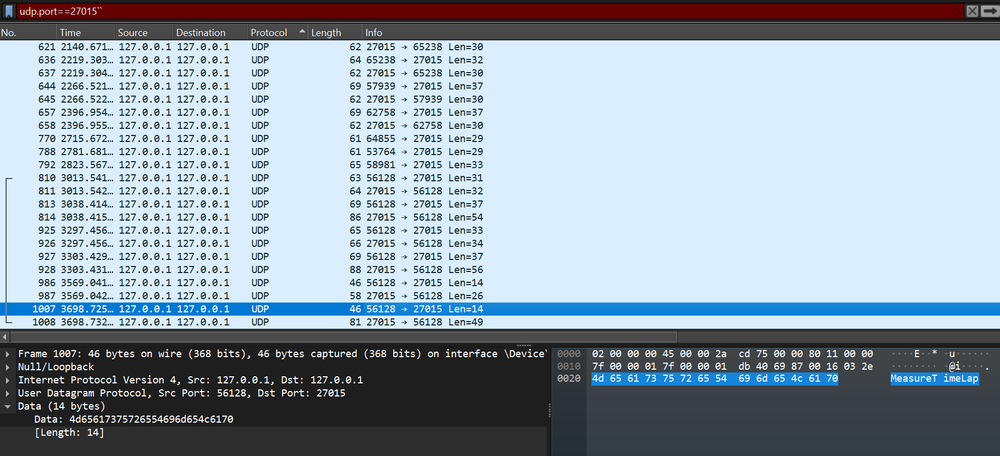 udp.port==27015``
No. Time Source Destination Protocol Length Info
621 2140.671… 127.0.0.1 127.0.0.1 UDP 62 27015 → 65238 Len=30
636 2219.303… 127.0.0.1 127.0.0.1 UDP 64 65238 → 27015 Len=32
637 2219.304… 127.0.0.1 127.0.0.1 UDP 62 27015 → 65238 Len=30
644 2266.521… 127.0.0.1 127.0.0.1 UDP 69 57939 → 27015 Len=37
645 2266.522… 127.0.0.1 127.0.0.1 UDP 62 27015 → 57939 Len=30
657 2396.954… 127.0.0.1 127.0.0.1 UDP 69 62758 → 27015 Len=37
658 2396.955… 127.0.0.1 127.0.0.1 UDP 62 27015 → 62758 Len=30
770 2715.672… 127.0.0.1 127.0.0.1 UDP 61 64855 → 27015 Len=29
788 2781.681… 127.0.0.1 127.0.0.1 UDP 61 53764 → 27015 Len=29
792 2823.567… 127.0.0.1 127.0.0.1 UDP 65 58981 → 27015 Len=33
810 3013.541… 127.0.0.1 127.0.0.1 UDP 63 56128 → 27015 Len=31
811 3013.542… 127.0.0.1 127.0.0.1 UDP 64 27015 → 56128 Len=32
813 3038.414… 127.0.0.1 127.0.0.1 UDP 69 56128 → 27015 Len=37
814 3038.415… 127.0.0.1 127.0.0.1 UDP 86 27015 → 56128 Len=54
925 3297.456… 127.0.0.1 127.0.0.1 UDP 65 56128 → 27015 Len=33
926 3297.456… 127.0.0.1 127.0.0.1 UDP 66 27015 → 56128 Len=34
927 3303.429… 127.0.0.1 127.0.0.1 UDP 69 56128 → 27015 Len=37
928 3303.431… 127.0.0.1 127.0.0.1 UDP 88 27015 → 56128 Len=56
986 3569.041… 127.0.0.1 127.0.0.1 UDP 46 56128 → 27015 Len=14
987 3569.042… 127.0.0.1 127.0.0.1 UDP 58 27015 → 56128 Len=26
1007 3698.725… 127.0.0.1 127.0.0.1 UDP 46 56128 → 27015 Len=14
1008 3698.732… 127.0.0.1 127.0.0.1 UDP 81 27015 → 56128 Len=49
Frame 1007: 46 bytes on wire (368 bits), 46 bytes captured (368 bits) on interface \Device\
Null/Loopback
Internet Protocol Version 4, Src: 127.0.0.1, Dst: 127.0.0.1
User Datagram Protocol, Src Port: 56128, Dst Port: 27015
Data (14 bytes)
Data: 4d65617375726554696d654c6170
[Length: 14]
0000 02 00 00 00 45 00 00 2a cd 75 00 00 80 11 00 00 ····E··* ·u······
0010 7f 00 00 01 7f 00 00 01 db 40 69 87 00 16 03 2e ········ ·@i····.
0020 4d 65 61 73 75 72 65 54 69 6d 65 4c 61 70 MeasureT imeLap